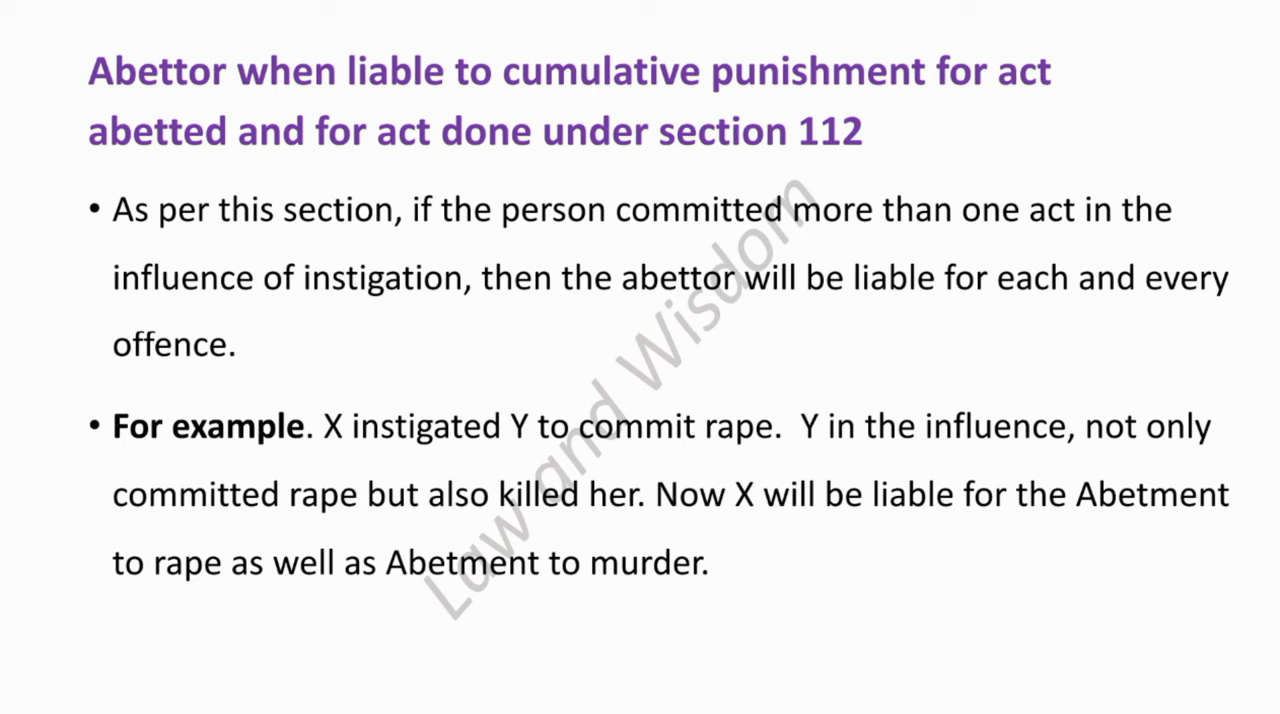 Abettor when liable to cumulative punishment for act
abetted and for act done under section 112
• As per this section, if the person committed more than one act in the
influence of instigation, then the abettor will be liable for each and every
offence.
• For example. X instigated Y to commit rape. Y in the influence, not only
committed rape but also killed her. Now X will be liable for the Abetment
to rape as well as Abetment to murder.
Law and Wisdom